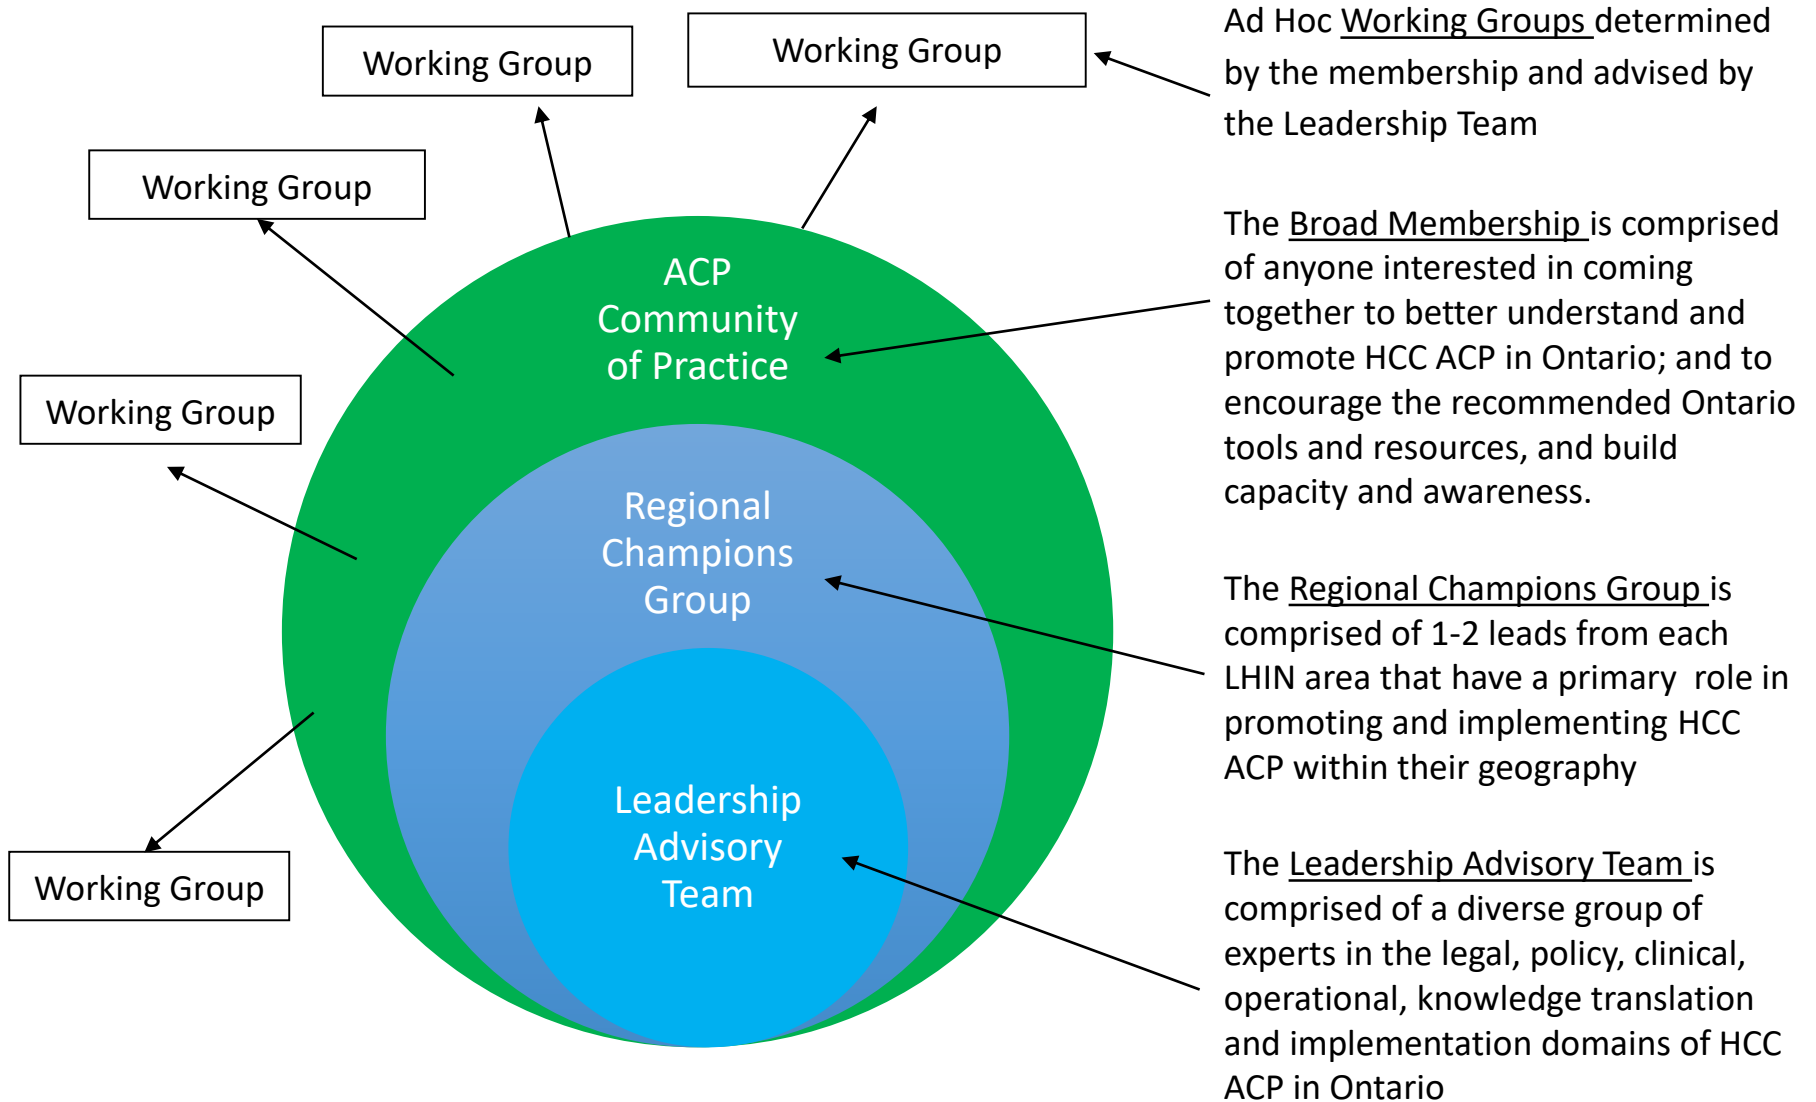 Working Group
Working Group
Working Group
Working Group
Working Group
ACP
Community
of Practice
Regional
Champions
Group
Leadership
Advisory
Team
Ad Hoc Working Groups determined
by the membership and advised by
the Leadership Team
The Broad Membership is comprised
of anyone interested in coming
together to better understand and
promote HCC ACP in Ontario; and to
encourage the recommended Ontario
tools and resources, and build
capacity and awareness.
The Regional Champions Group is
comprised of 1-2 leads from each
LHIN area that have a primary  role in
promoting and implementing HCC
ACP within their geography
The Leadership Advisory Team is
comprised of a diverse group of
experts in the legal, policy, clinical,
operational, knowledge translation
and implementation domains of HCC
ACP in Ontario